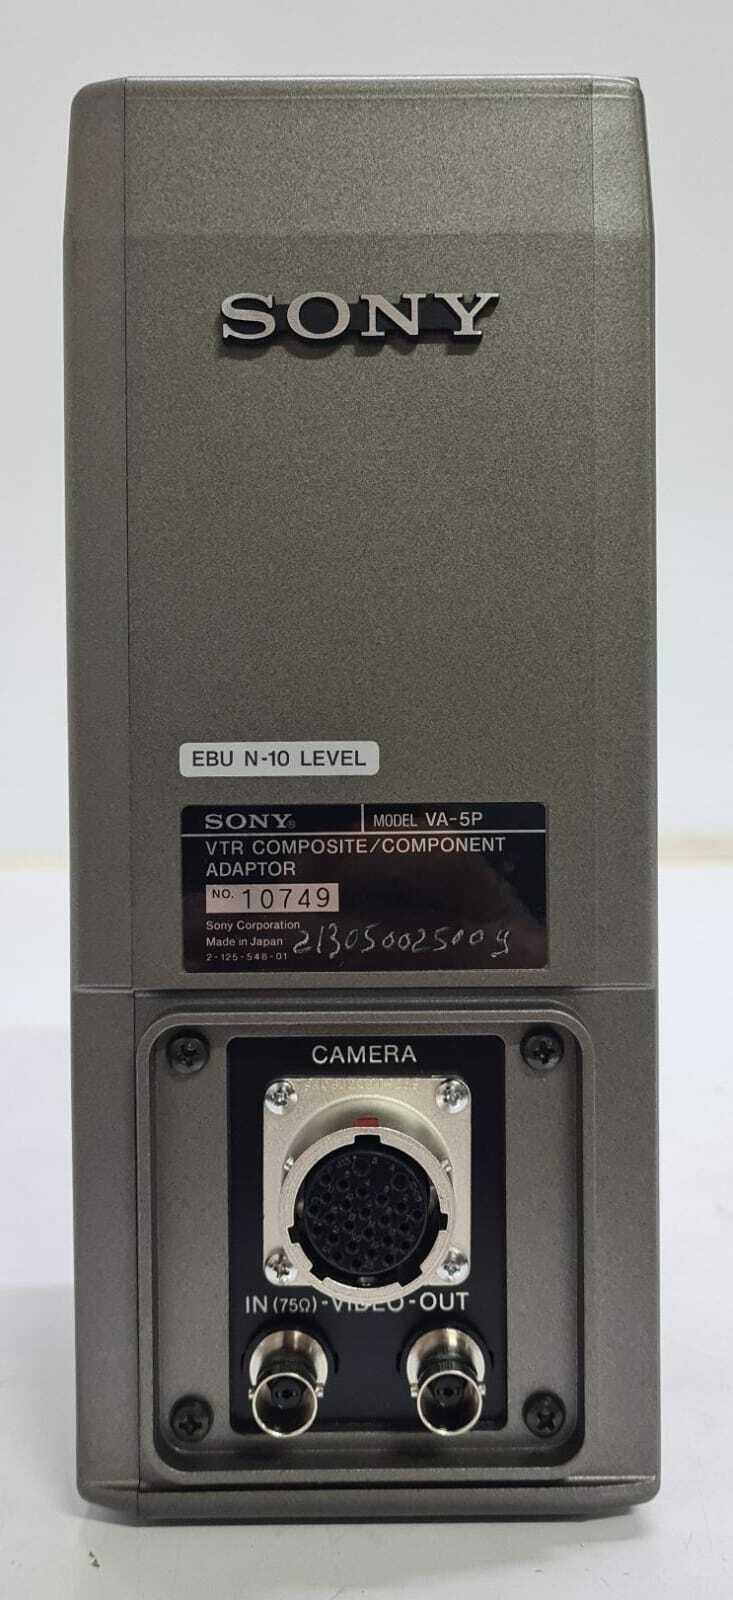 SONY
EBU N-10 LEVEL
SONY® MODEL VA-5P
VTR COMPOSITE/COMPONENT
ADAPTOR
NO. 10749
Sony Corporation
Made in Japan
2-125-548-01
CAMERA
IN (75Ω) - VIDEO - OUT